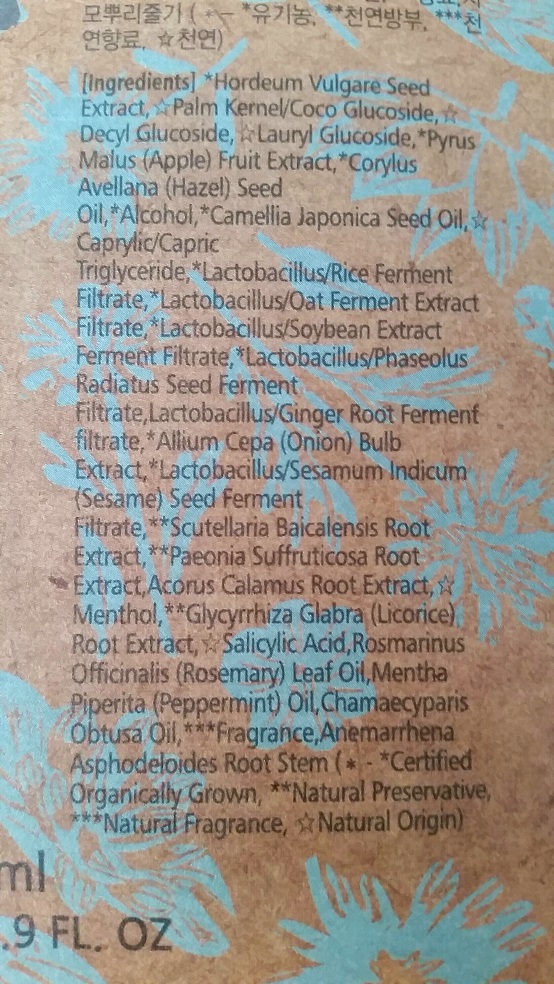 모뿌리줄기 ( *- *유기농, **천연방부, ***천
연향료, ☆천연)
[Ingredients] *Hordeum Vulgare Seed
Extract,☆Palm Kernel/Coco Glucoside,☆
Decyl Glucoside,☆Lauryl Glucoside,*Pyrus
Malus (Apple) Fruit Extract,*Corylus
Avellana (Hazel) Seed
Oil,*Alcohol,*Camellia Japonica Seed Oil,☆
Caprylic/Capric
Triglyceride,*Lactobacillus/Rice Ferment
Filtrate,*Lactobacillus/Oat Ferment Extract
Filtrate,*Lactobacillus/Soybean Extract
Ferment Filtrate,*Lactobacillus/Phaseolus
Radiatus Seed Ferment
Filtrate,Lactobacillus/Ginger Root Ferment
filtrate,*Allium Cepa (Onion) Bulb
Extract,*Lactobacillus/Sesamum Indicum
(Sesame) Seed Ferment
Filtrate,**Scutellaria Baicalensis Root
Extract,**Paeonia Suffruticosa Root
Extract,Acorus Calamus Root Extract,☆
Menthol,**Glycyrrhiza Glabra (Licorice)
Root Extract,☆Salicylic Acid,Rosmarinus
Officinalis (Rosemary) Leaf Oil,Mentha
Piperita (Peppermint) Oil,Chamaecyparis
Obtusa Oil,***Fragrance,Anemarrhena
Asphodeloides Root Stem (* - *Certified
Organically Grown, **Natural Preservative,
***Natural Fragrance, ☆Natural Origin)
ml
.9 FL. OZ